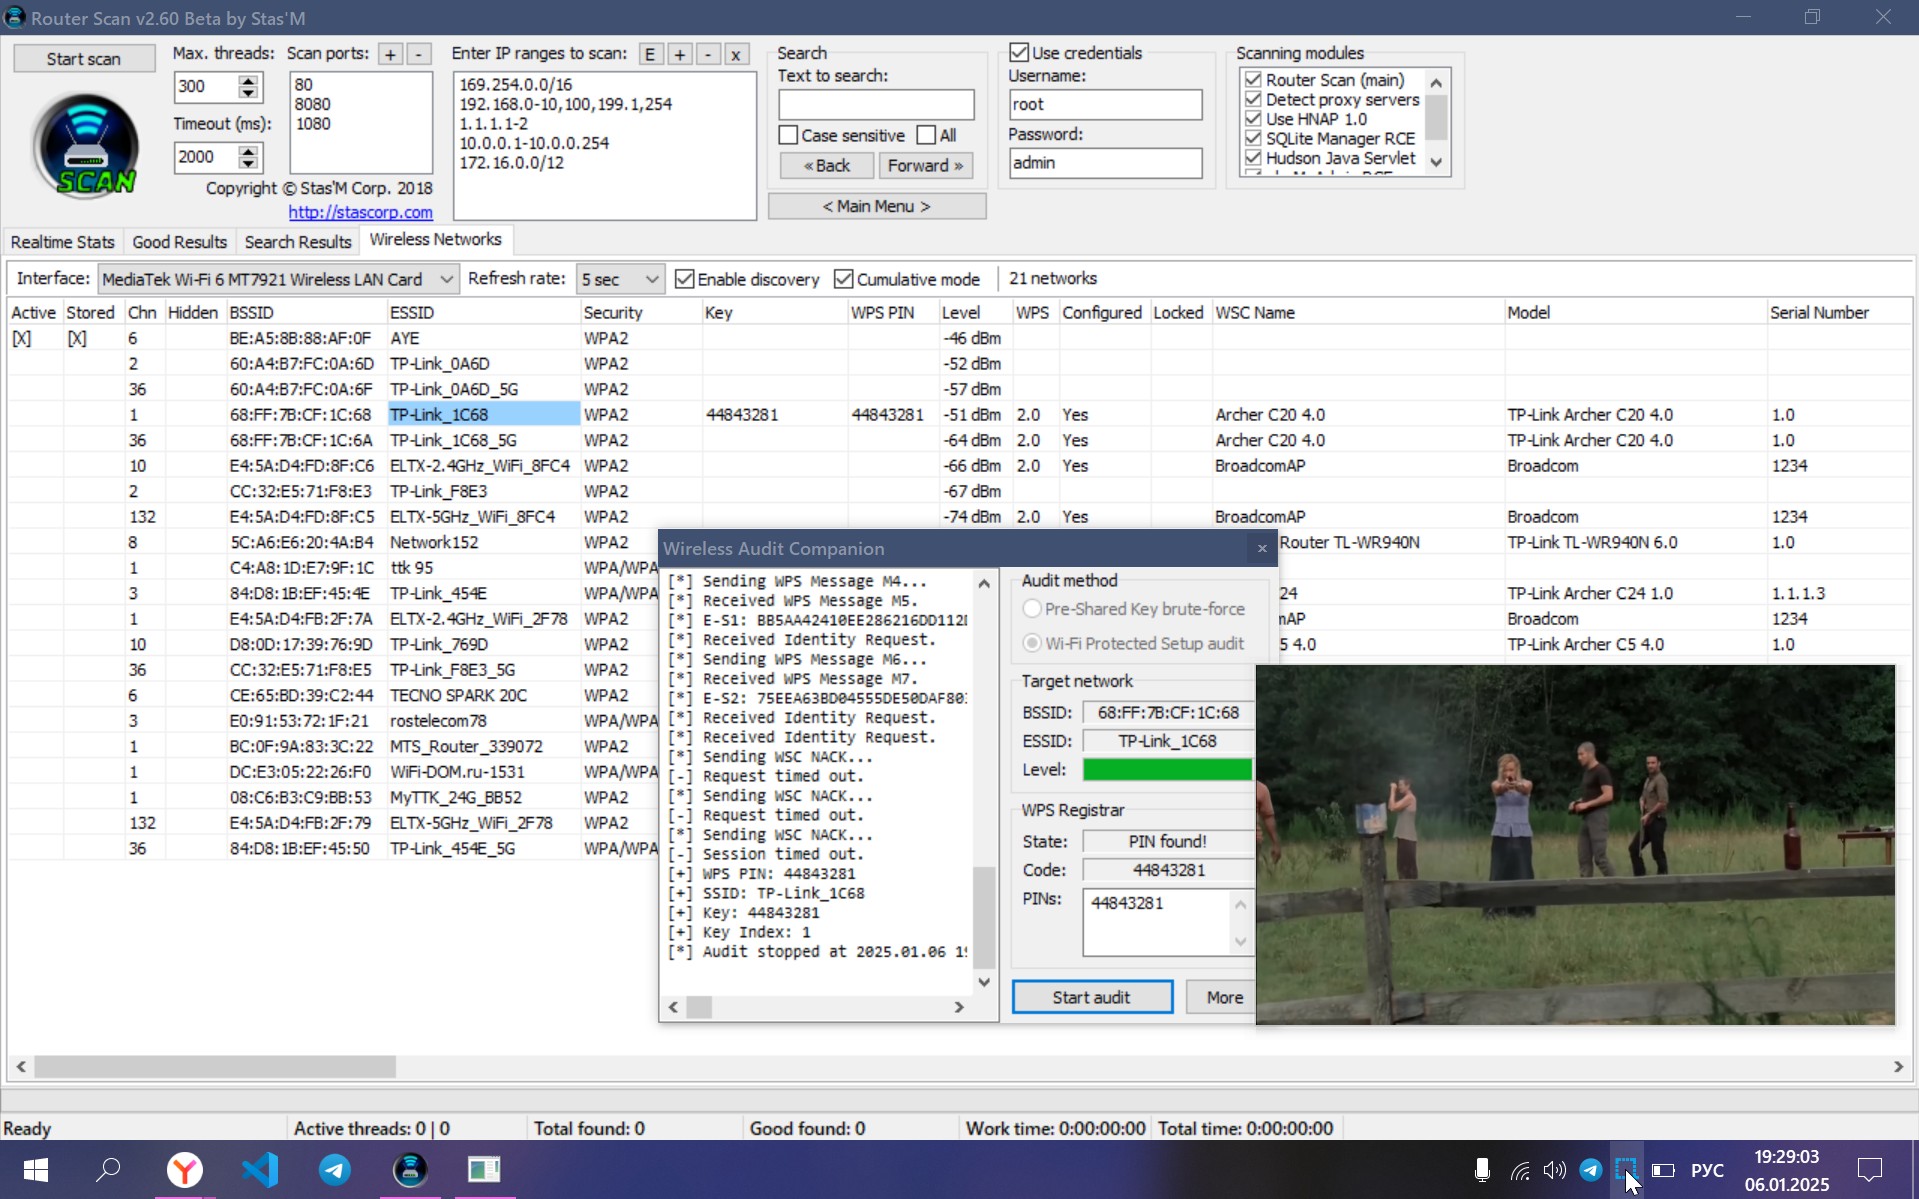 Router Scan v2.60 Beta by Stas'M
Start scan
Max. threads:
300
Timeout (ms):
2000
Scan ports:
+
-
80
8080
1080
Copyright © Stas'M Corp. 2018
http://stascorp.com
Enter IP ranges to scan:
E
+
-
x
169.254.0.0/16
192.168.0-10,100,199.1,254
1.1.1.1-2
10.0.0.1-10.0.0.254
172.16.0.0/12
Search
Text to search:
Case sensitive
All
« Back
Forward »
< Main Menu >
Use credentials
Username:
root
Password:
admin
Scanning modules
Router Scan (main)
Detect proxy servers
Use HNAP 1.0
SQLite Manager RCE
Hudson Java Servlet
Realtime Stats
Good Results
Search Results
Wireless Networks
Interface:
MediaTek Wi-Fi 6 MT7921 Wireless LAN Card
Refresh rate:
5 sec
Enable discovery
Cumulative mode
21 networks
Active Stored Chn Hidden BSSID ESSID Security Key WPS PIN Level WPS Configured Locked WSC Name Model Serial Number
[X] [X] 6 BE:A5:8B:88:AF:0F AYE WPA2 -46 dBm
2 60:A4:B7:FC:0A:6D TP-Link_0A6D WPA2 -52 dBm
36 60:A4:B7:FC:0A:6F TP-Link_0A6D_5G WPA2 -57 dBm
1 68:FF:7B:CF:1C:68 TP-Link_1C68 WPA2 44843281 44843281 -51 dBm 2.0 Yes Archer C20 4.0 TP-Link Archer C20 4.0 1.0
36 68:FF:7B:CF:1C:6A TP-Link_1C68_5G WPA2 -64 dBm 2.0 Yes Archer C20 4.0 TP-Link Archer C20 4.0 1.0
10 E4:5A:D4:FD:8F:C6 ELTX-2.4GHz_WiFi_8FC4 WPA2 -66 dBm 2.0 Yes BroadcomAP Broadcom 1234
2 CC:32:E5:71:F8:E3 TP-Link_F8E3 WPA2 -67 dBm
132 E4:5A:D4:FD:8F:C5 ELTX-5GHz_WiFi_8FC4 WPA2 -74 dBm 2.0 Yes BroadcomAP Broadcom 1234
8 5C:A6:E6:20:4A:B4 Network152 WPA2 Router TL-WR940N TP-Link TL-WR940N 6.0 1.0
1 C4:A8:1D:E7:9F:1C ttk 95 WPA/WPA
3 84:D8:1B:EF:45:4E TP-Link_454E WPA/WPA 24 TP-Link Archer C24 1.0 1.1.1.3
1 E4:5A:D4:FB:2F:7A ELTX-2.4GHz_WiFi_2F78 WPA2 mAP Broadcom 1234
10 D8:0D:17:39:76:9D TP-Link_769D WPA2 5 4.0 TP-Link Archer C5 4.0 1.0
36 CC:32:E5:71:F8:E5 TP-Link_F8E3_5G WPA2
6 CE:65:BD:39:C2:44 TECNO SPARK 20C WPA2
3 E0:91:53:72:1F:21 rostelecom78 WPA/WPA
1 BC:0F:9A:83:3C:22 MTS_Router_339072 WPA2
1 DC:E3:05:22:26:F0 WiFi-DOM.ru-1531 WPA/WPA
1 08:C6:B3:C9:BB:53 MyTTK_24G_BB52 WPA2
132 E4:5A:D4:FB:2F:79 ELTX-5GHz_WiFi_2F78 WPA2
36 84:D8:1B:EF:45:50 TP-Link_454E_5G WPA/WPA
Wireless Audit Companion
[*] Sending WPS Message M4...
[*] Received WPS Message M5.
[*] E-S1: BB5AA42410EE286216DD112
[*] Received Identity Request.
[*] Sending WPS Message M6...
[*] Received WPS Message M7.
[*] E-S2: 75EEA63BD04555DE50DAF80
[*] Received Identity Request.
[*] Received Identity Request.
[*] Sending WSC NACK...
[-] Request timed out.
[*] Sending WSC NACK...
[-] Request timed out.
[*] Sending WSC NACK...
[-] Session timed out.
[+] WPS PIN: 44843281
[+] SSID: TP-Link_1C68
[+] Key: 44843281
[+] Key Index: 1
[*] Audit stopped at 2025.01.06 1
Audit method
Pre-Shared Key brute-force
Wi-Fi Protected Setup audit
Target network
BSSID: 68:FF:7B:CF:1C:68
ESSID: TP-Link_1C68
Level:
WPS Registrar
State: PIN found!
Code: 44843281
PINs: 44843281
Start audit
More
Ready
Active threads: 0 | 0
Total found: 0
Good found: 0
Work time: 0:00:00:00
Total time: 0:00:00:00
РУС
19:29:03
06.01.2025